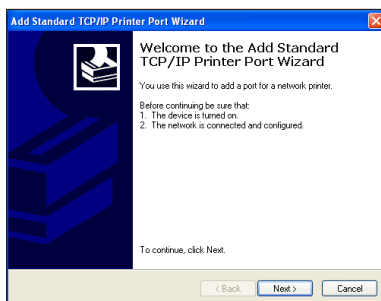 Add Standard TCP/IP Printer Port Wizard
Welcome to the Add Standard
TCP/IP Printer Port Wizard
You use this wizard to add a port for a network printer.
Before continuing be sure that:
1. The device is turned on.
2. The network is connected and configured.
To continue, click Next.
< Back
Next >
Cancel